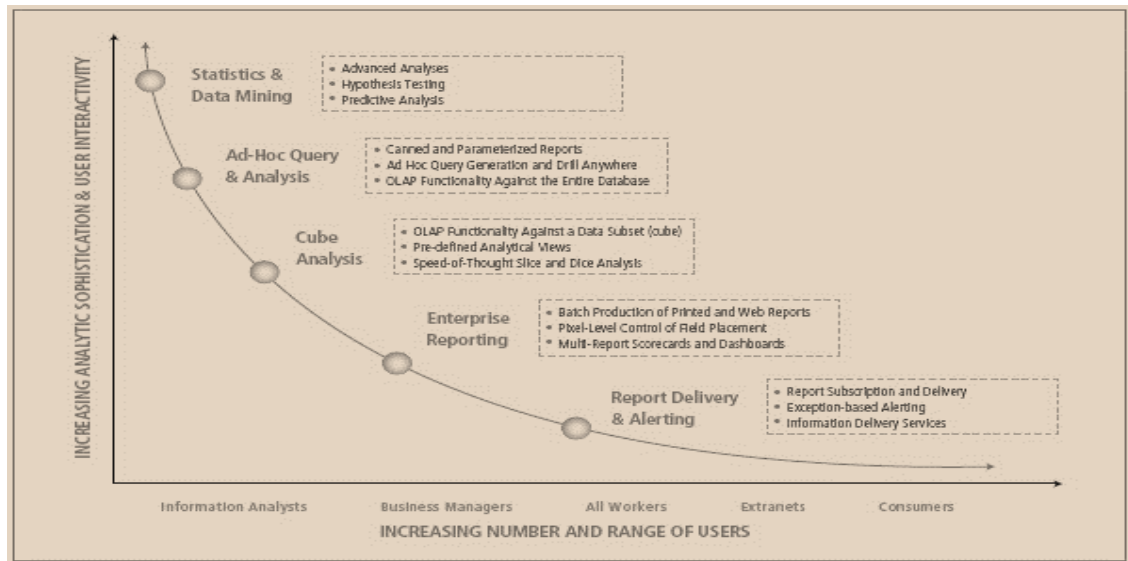 INCREASING ANALYTIC SOPHISTICATION & USER INTERACTIVITY
Statistics &
Data Mining
• Advanced Analyses
• Hypothesis Testing
• Predictive Analysis
Ad-Hoc Query
& Analysis
• Canned and Parameterized Reports
• Ad Hoc Query Generation and Drill Anywhere
• OLAP Functionality Against the Entire Database
Cube
Analysis
• OLAP Functionality Against a Data Subset (cube)
• Pre-defined Analytical Views
• Speed-of-Thought Slice and Dice Analysis
Enterprise
Reporting
• Batch Production of Printed and Web Reports
• Pixel-Level Control of Field Placement
• Multi-Report Scorecards and Dashboards
Report Delivery
& Alerting
• Report Subscription and Delivery
• Exception-based Alerting
• Information Delivery Services
Information Analysts
Business Managers
All Workers
Extranets
Consumers
INCREASING NUMBER AND RANGE OF USERS